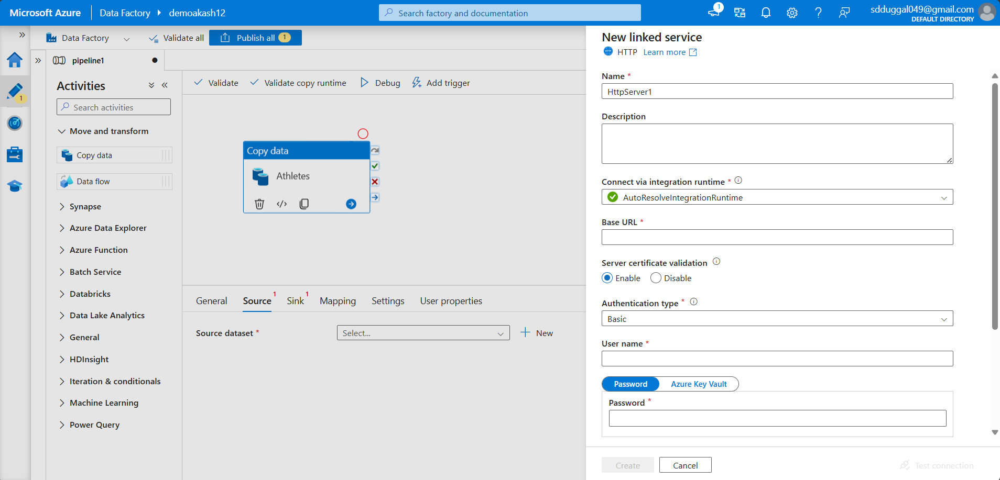 Microsoft Azure
Data Factory
demoakash12
Search factory and documentation
1
sdduggal049@gmail.com
DEFAULT DIRECTORY
Data Factory
Validate all
Publish all
1
pipeline1
1
Activities
Search activities
Move and transform
Copy data
Data flow
Synapse
Azure Data Explorer
Azure Function
Batch Service
Databricks
Data Lake Analytics
General
HDInsight
Iteration & conditionals
Machine Learning
Power Query
Validate
Validate copy runtime
Debug
Add trigger
Copy data
Athletes
General
Source 1
Sink 1
Mapping
Settings
User properties
Source dataset *
Select...
New
New linked service
HTTP
HTTP Learn more
Name *
HttpServer1
Description
Connect via integration runtime *
AutoResolveIntegrationRuntime
Base URL *
Server certificate validation
Enable
Disable
Authentication type *
Basic
User name *
Password
Azure Key Vault
Password *
Create
Cancel
Test connection